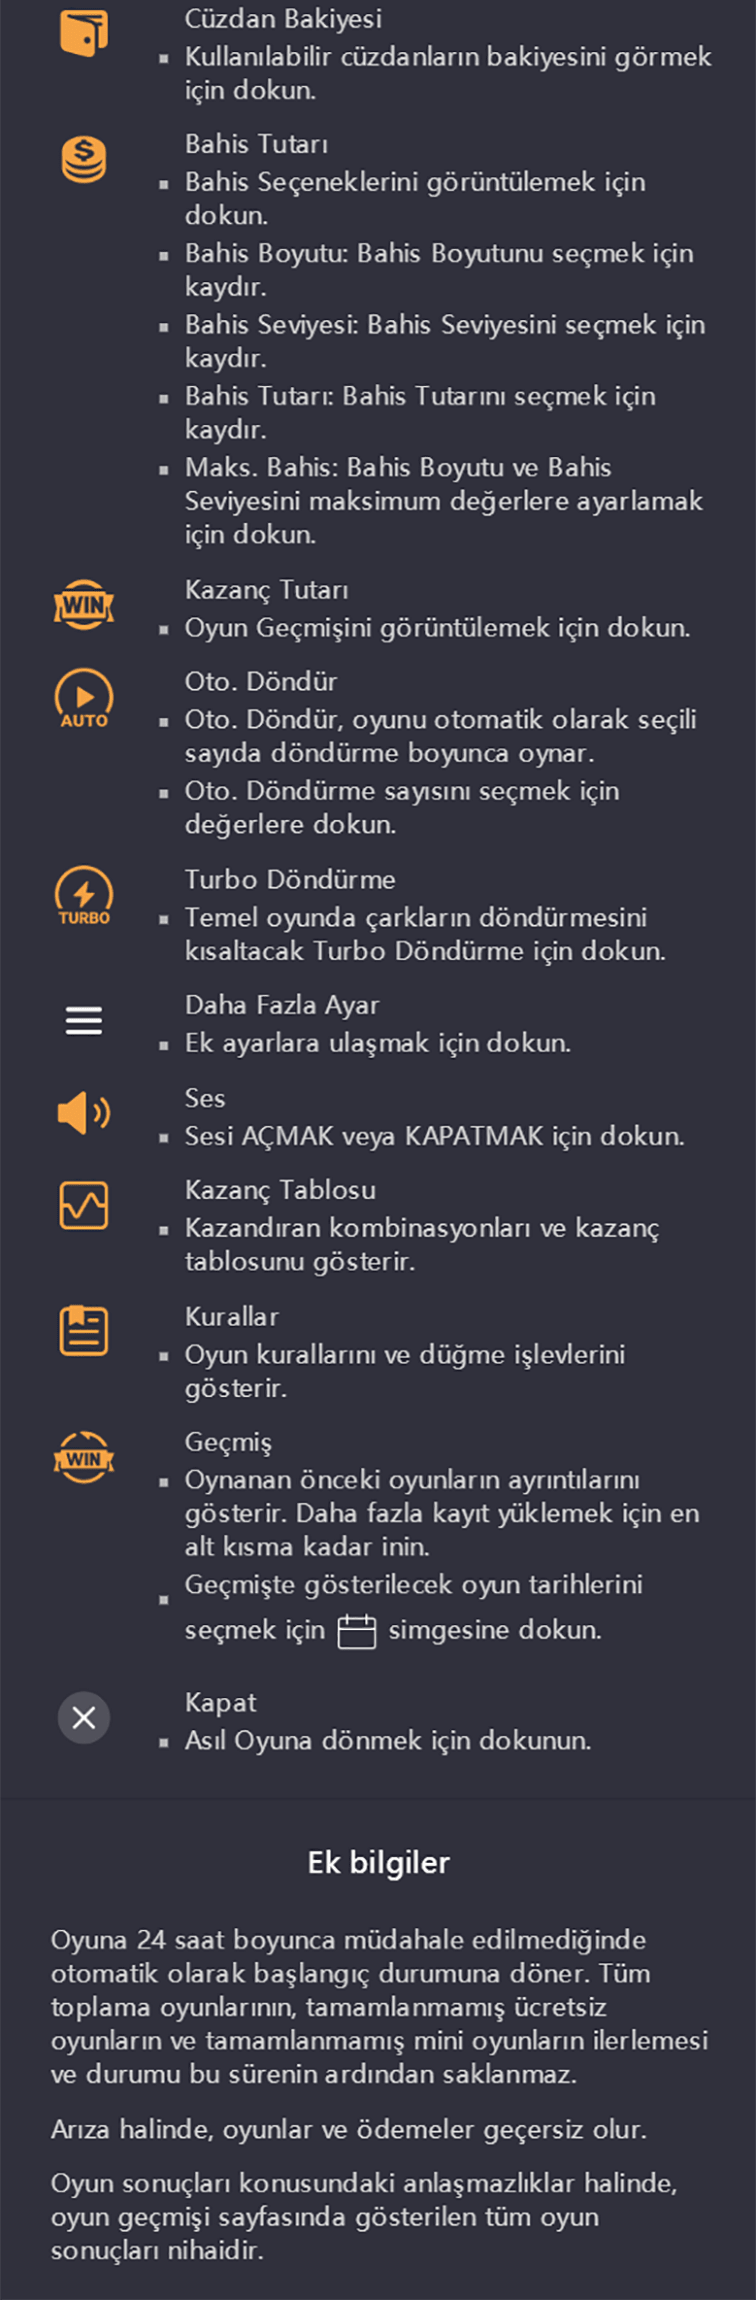 Cüzdan Bakiyesi
▪ Kullanılabilir cüzdanların bakiyesini görmek
için dokun.
Bahis Tutarı
▪ Bahis Seçeneklerini görüntülemek için
dokun.
▪ Bahis Boyutu: Bahis Boyutunu seçmek için
kaydır.
▪ Bahis Seviyesi: Bahis Seviyesini seçmek için
kaydır.
▪ Bahis Tutarı: Bahis Tutarını seçmek için
kaydır.
▪ Maks. Bahis: Bahis Boyutu ve Bahis
Seviyesini maksimum değerlere ayarlamak
için dokun.
WIN
Kazanç Tutarı
▪ Oyun Geçmişini görüntülemek için dokun.
AUTO
Oto. Döndür
▪ Oto. Döndür, oyunu otomatik olarak seçili
sayıda döndürme boyunca oynar.
▪ Oto. Döndürme sayısını seçmek için
değerlere dokun.
TURBO
Turbo Döndürme
▪ Temel oyunda çarkların döndürmesini
kısaltacak Turbo Döndürme için dokun.
Daha Fazla Ayar
▪ Ek ayarlara ulaşmak için dokun.
Ses
▪ Sesi AÇMAK veya KAPATMAK için dokun.
Kazanç Tablosu
▪ Kazandıran kombinasyonları ve kazanç
tablosunu gösterir.
Kurallar
▪ Oyun kurallarını ve düğme işlevlerini
gösterir.
WIN
Geçmiş
▪ Oynanan önceki oyunların ayrıntılarını
gösterir. Daha fazla kayıt yüklemek için en
alt kısma kadar inin.
▪ Geçmişte gösterilecek oyun tarihlerini
seçmek için simgesine dokun.
Kapat
▪ Asıl Oyuna dönmek için dokunun.
Ek bilgiler
Oyuna 24 saat boyunca müdahale edilmediğinde
otomatik olarak başlangıç durumuna döner. Tüm
toplama oyunlarının, tamamlanmamış ücretsiz
oyunların ve tamamlanmamış mini oyunların ilerlemesi
ve durumu bu sürenin ardından saklanmaz.
Arıza halinde, oyunlar ve ödemeler geçersiz olur.
Oyun sonuçları konusundaki anlaşmazlıklar halinde,
oyun geçmişi sayfasında gösterilen tüm oyun
sonuçları nihaidir.